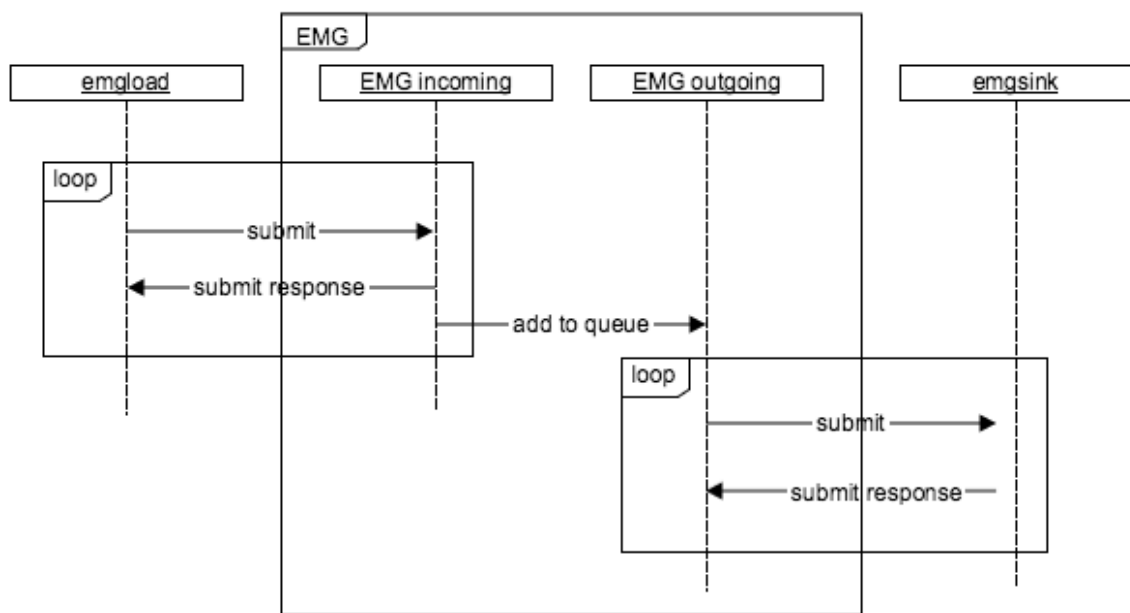 EMG
emgload
EMG incoming
EMG outgoing
emgsink
loop
submit
submit response
add to queue
loop
submit
submit response